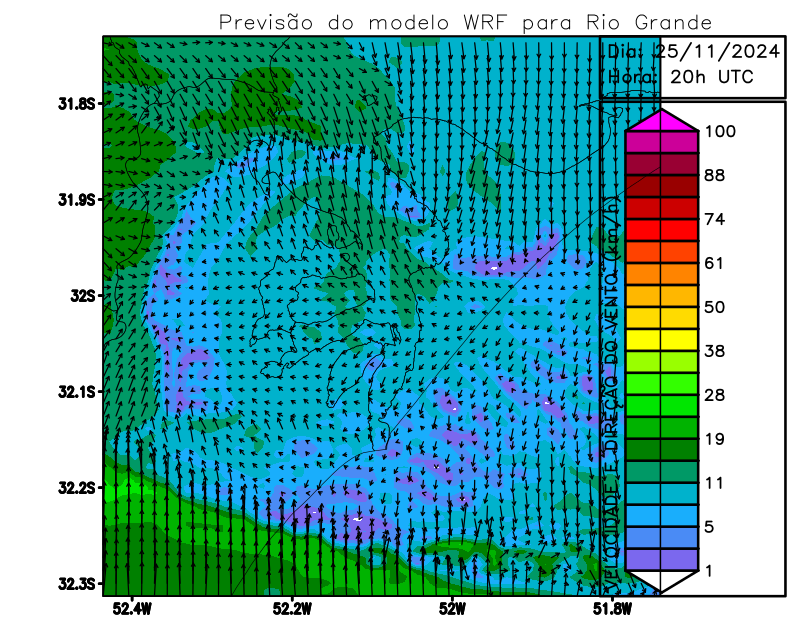 Previsão do modelo WRF para Rio Grande
Dia: 25/11/2024
Hora: 20h UTC
31.8S
31.9S
32S
32.1S
32.2S
32.3S
52.4W
52.2W
52W
51.8W
VELOCIDADE E DIREÇÃO DO VENTO (km/h)
100
88
74
61
50
38
28
19
11
5
1